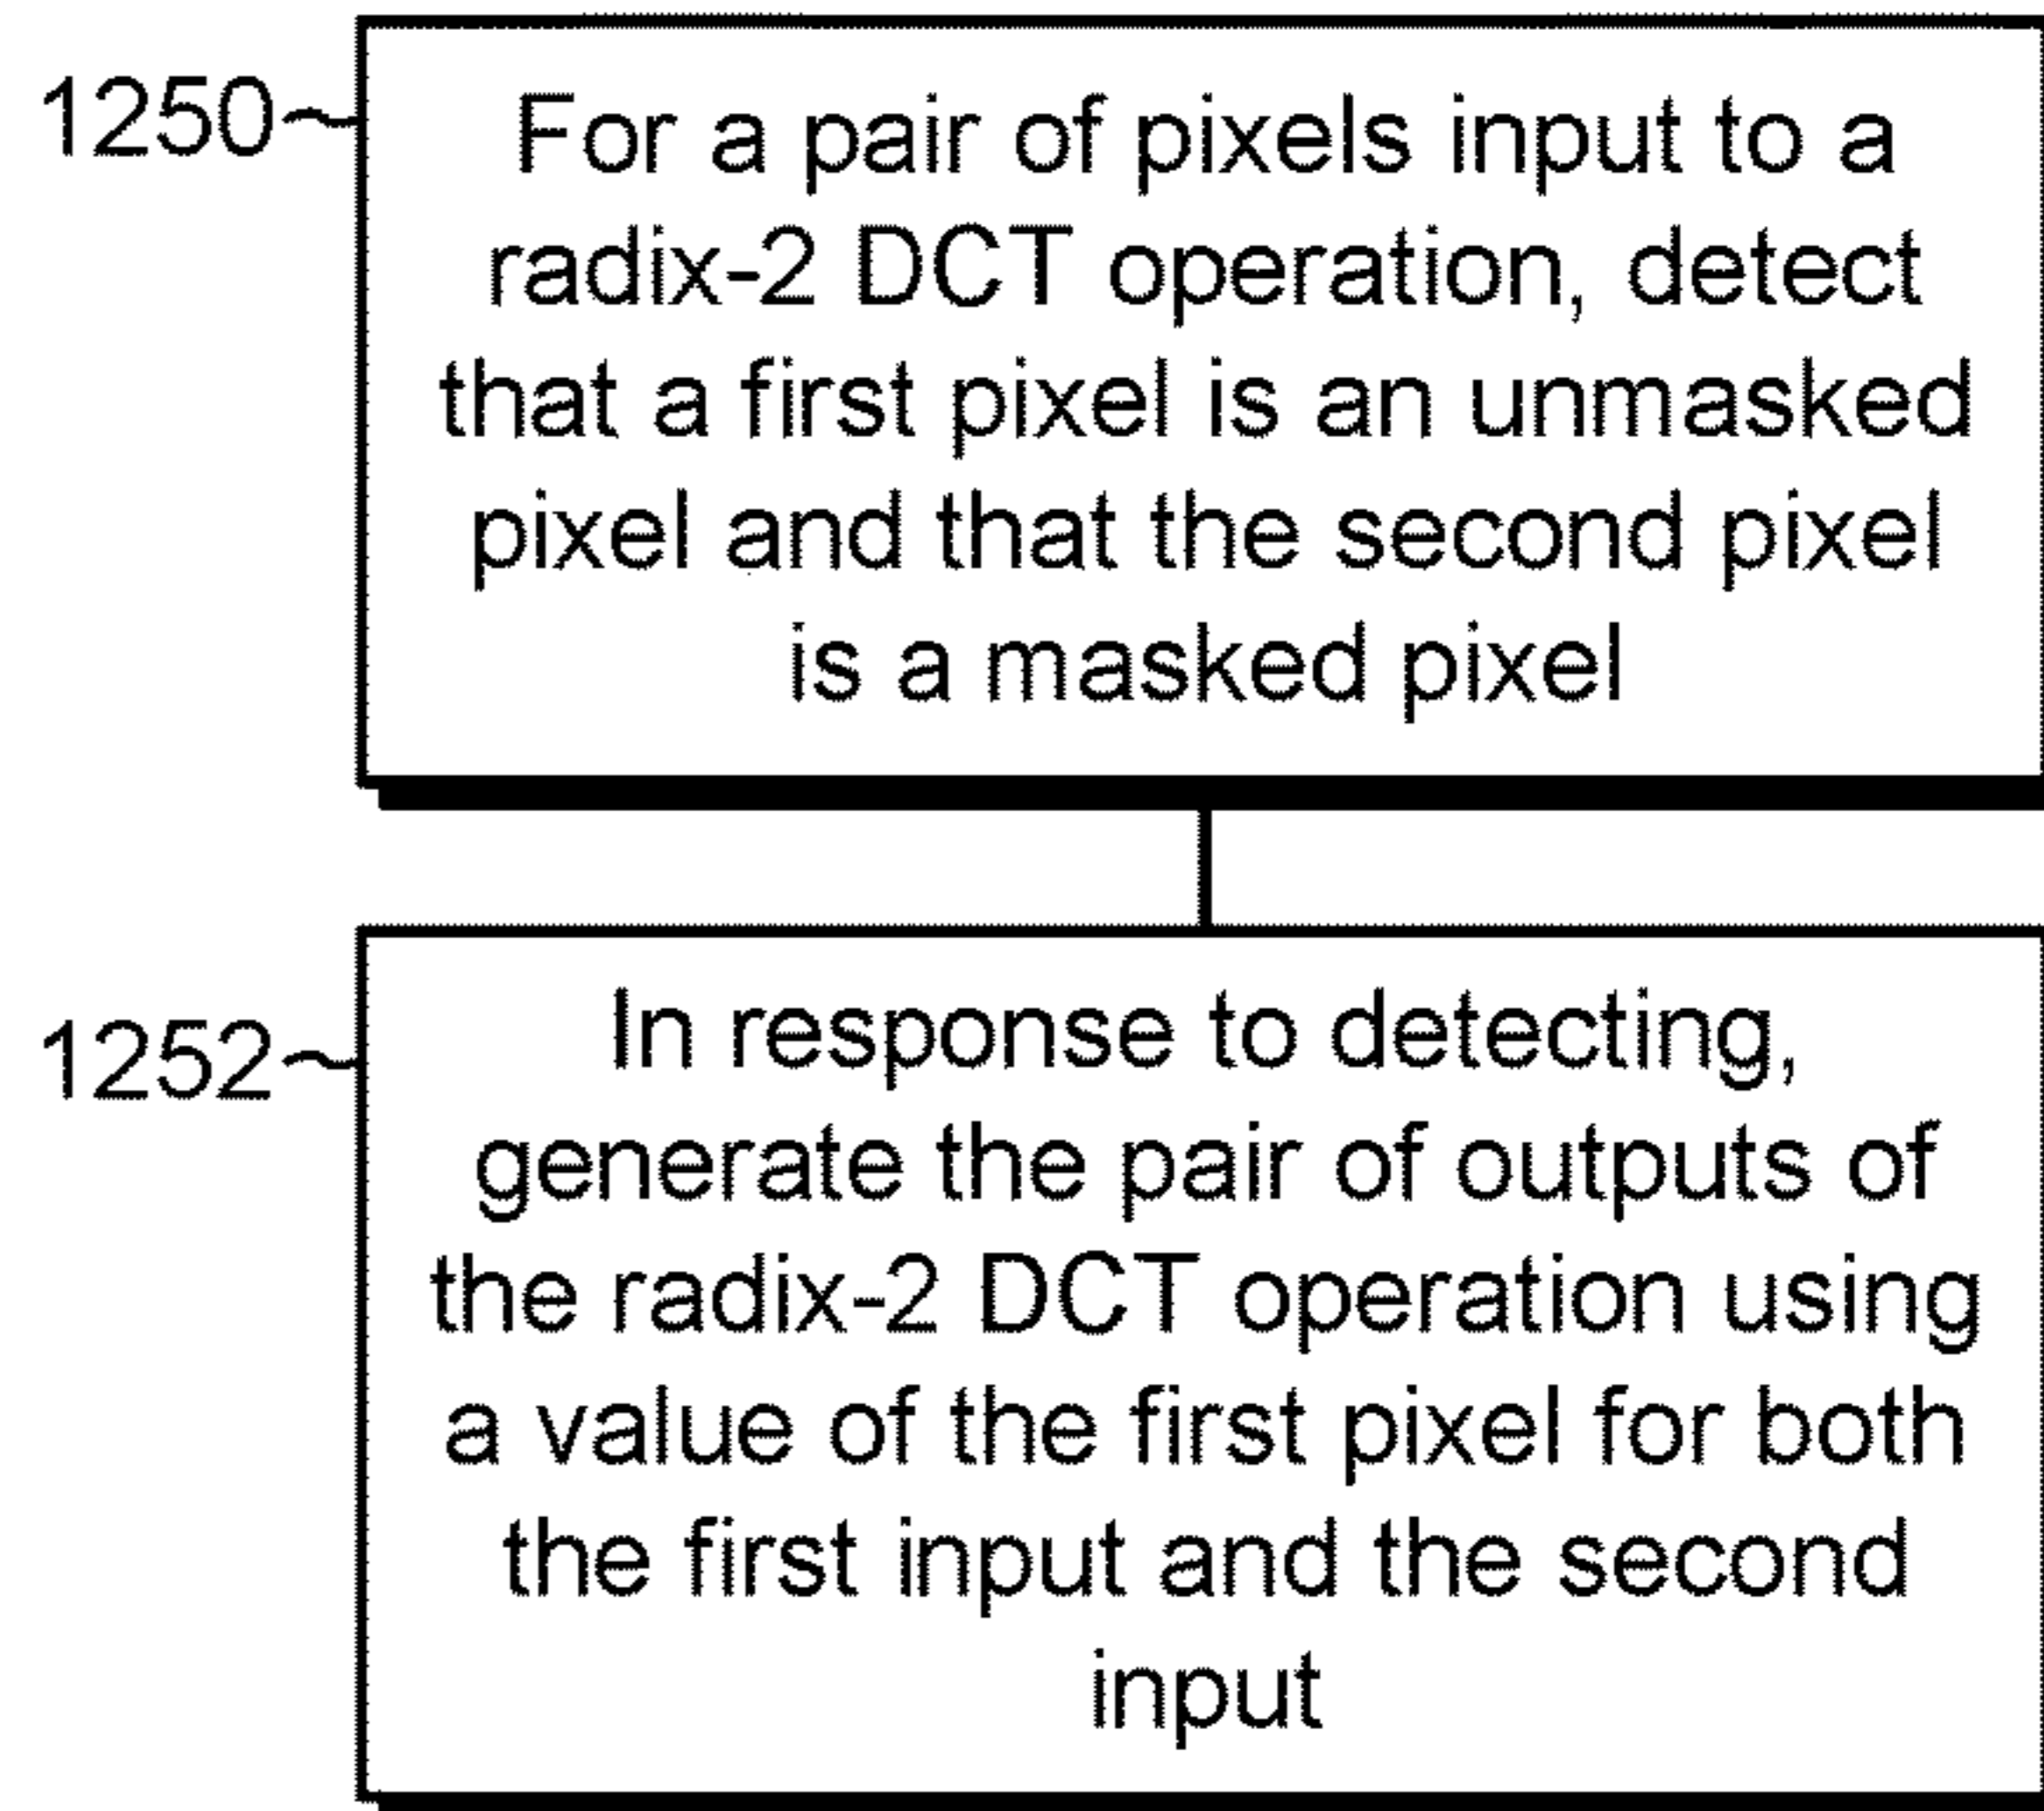 1250
For a pair of pixels input to a
radix-2 DCT operation, detect
that a first pixel is an unmasked
pixel and that the second pixel
is a masked pixel
1252
In response to detecting,
generate the pair of outputs of
the radix-2 DCT operation using
a value of the first pixel for both
the first input and the second
input